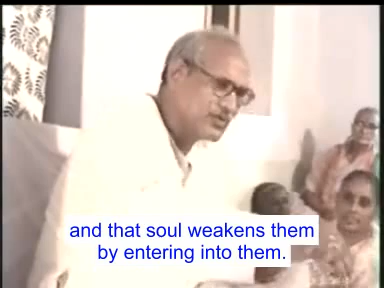 and that soul weakens them
by entering into them.